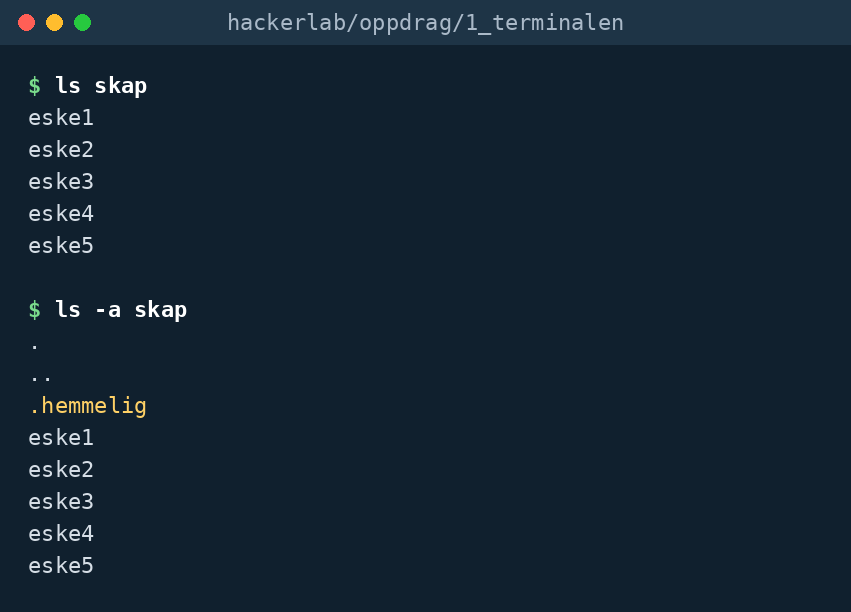 hackerlab/oppdrag/1_terminalen
$ ls skap
eske1
eske2
eske3
eske4
eske5
$ ls -a skap
.
..
.hemmelig
eske1
eske2
eske3
eske4
eske5